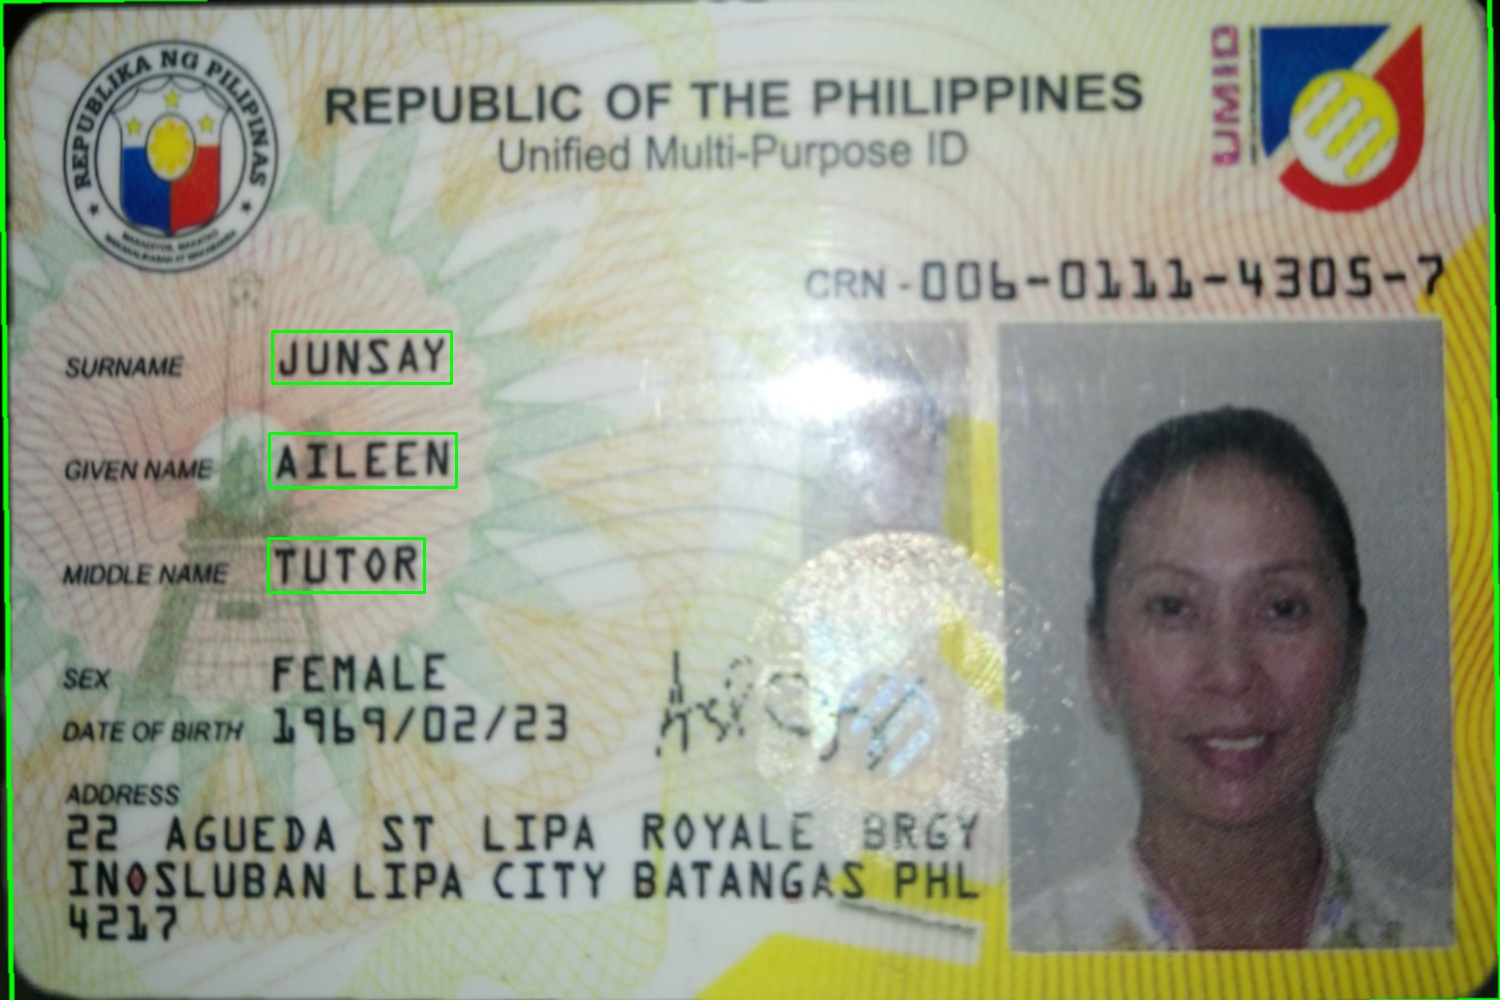 REPUBLIKA NG PILIPINAS
REPUBLIC OF THE PHILIPPINES
Unified Multi-Purpose ID
UMID
CRN - 006-0111-4305-7
SURNAME JUNSAY
GIVEN NAME AILEEN
MIDDLE NAME TUTOR
SEX FEMALE
DATE OF BIRTH 1969/02/23
ADDRESS
22 AGUEDA ST LIPA ROYALE BRGY
INOSLUBAN LIPA CITY BATANGAS PHL
4217